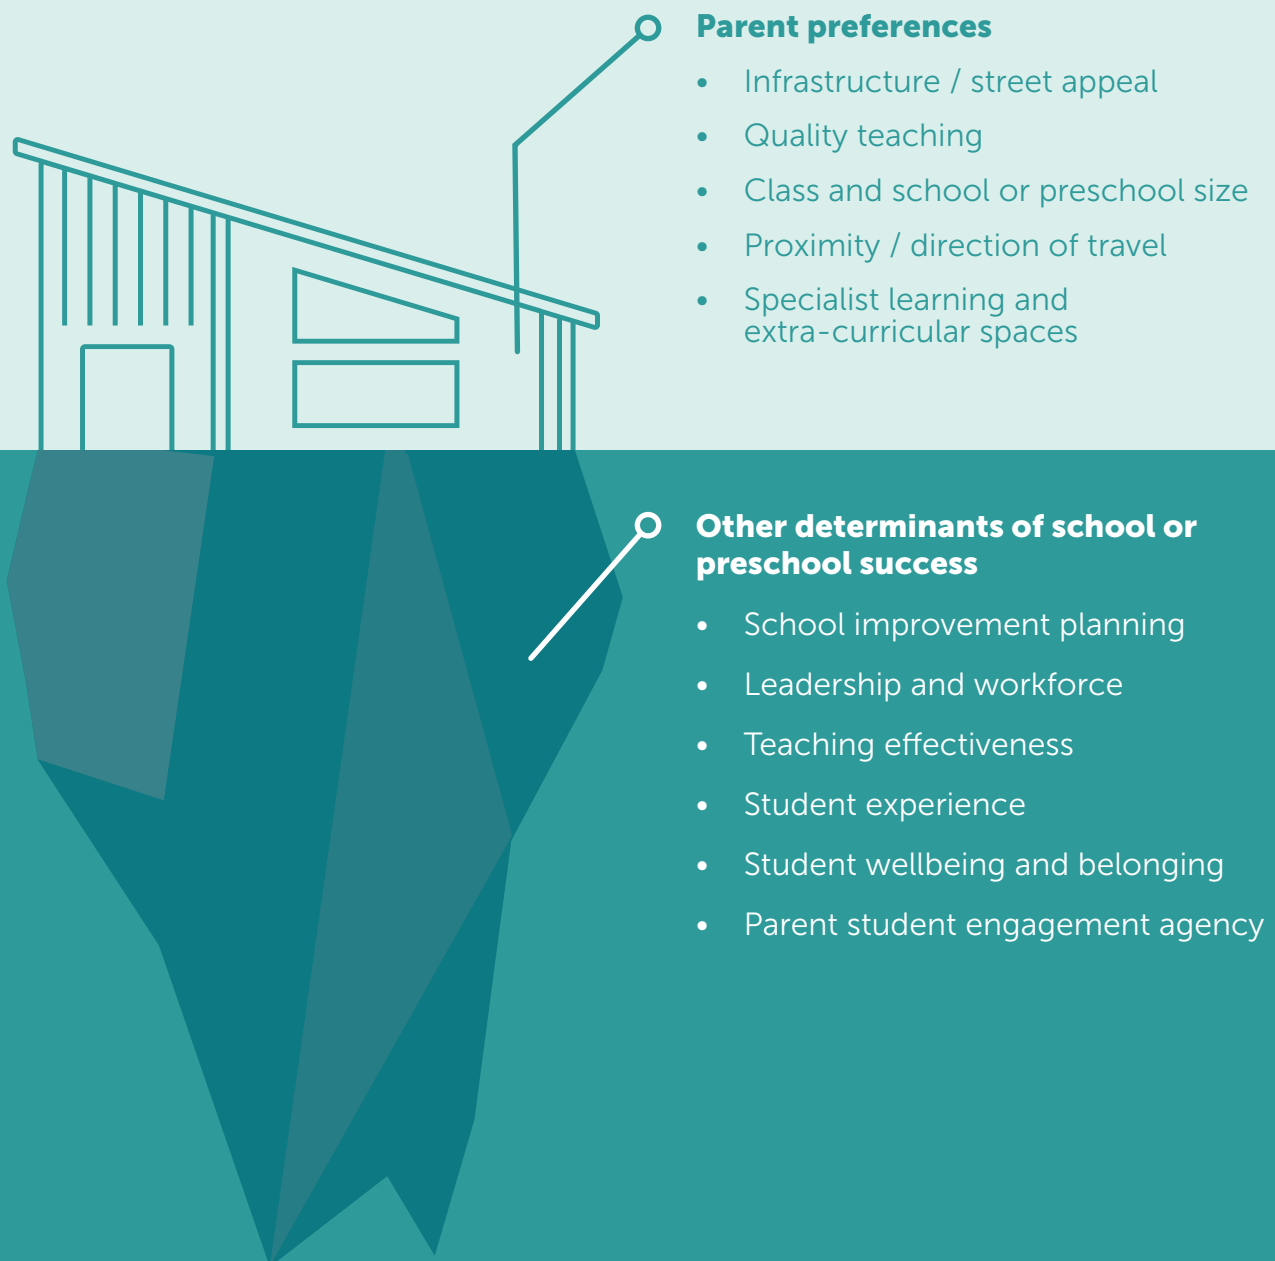 Parent preferences
• Infrastructure / street appeal
• Quality teaching
• Class and school or preschool size
• Proximity / direction of travel
• Specialist learning and
extra-curricular spaces
Other determinants of school or
preschool success
• School improvement planning
• Leadership and workforce
• Teaching effectiveness
• Student experience
• Student wellbeing and belonging
• Parent student engagement agency